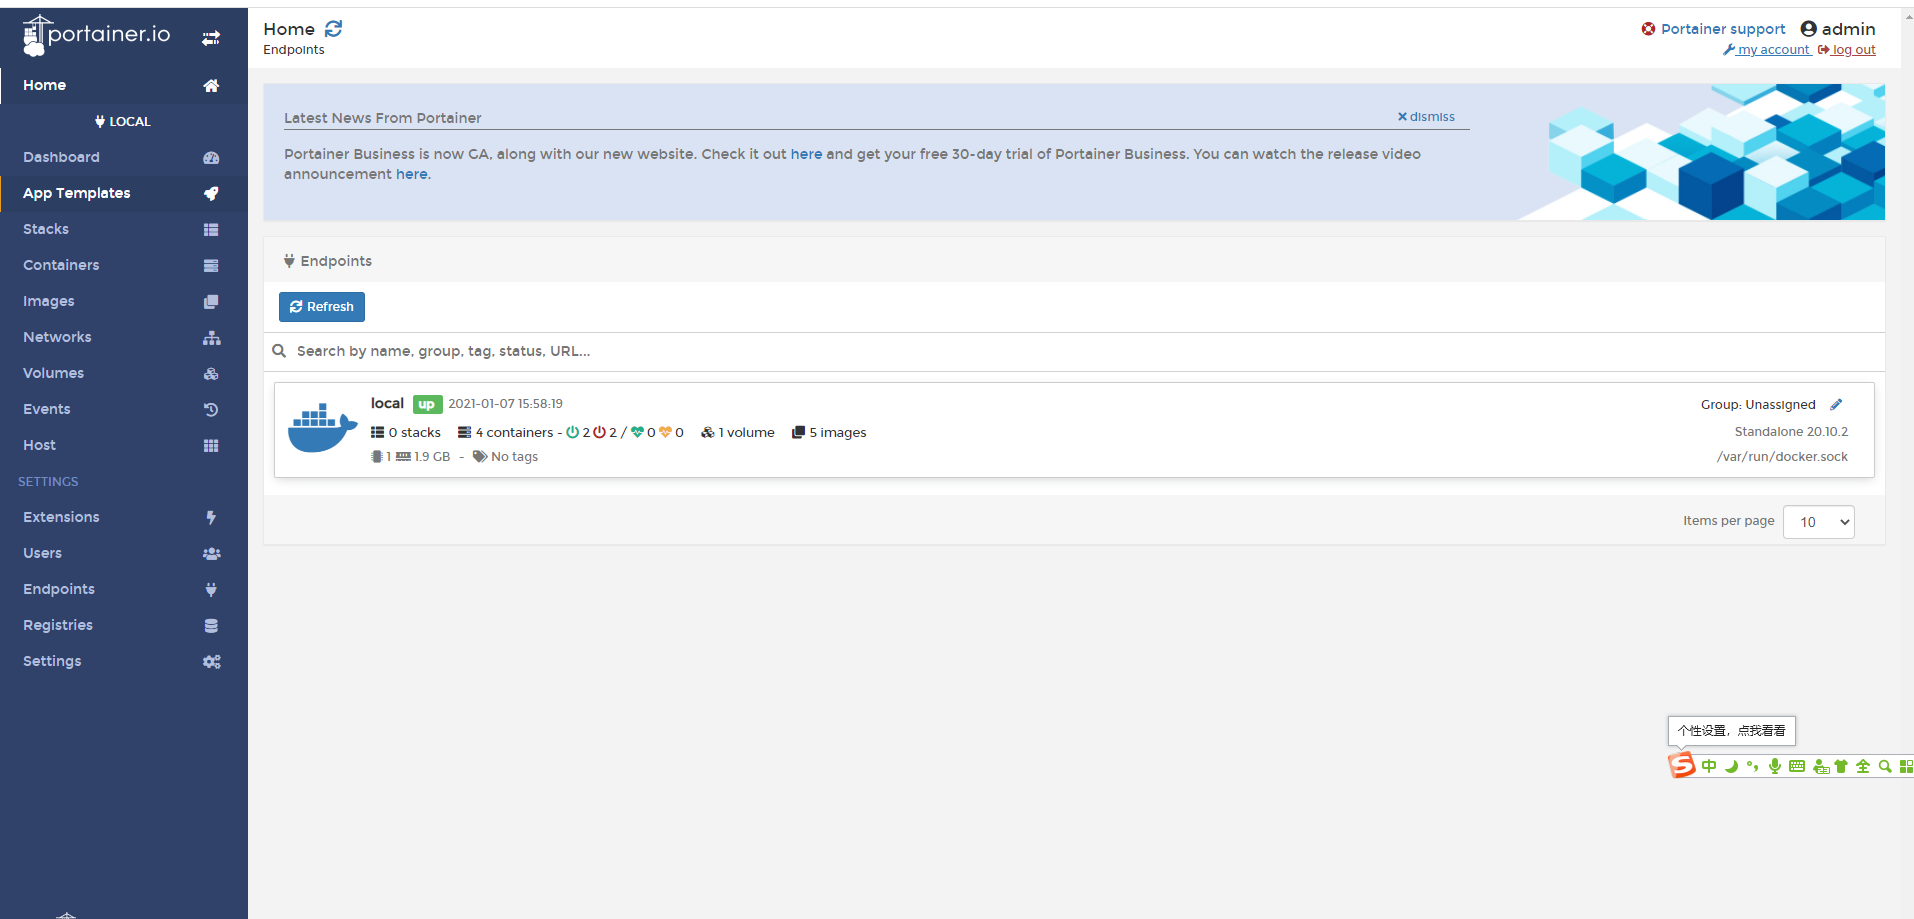 portainer.io
Home
LOCAL
Dashboard
App Templates
Stacks
Containers
Images
Networks
Volumes
Events
Host
SETTINGS
Extensions
Users
Endpoints
Registries
Settings
Home
Endpoints
Portainer support admin
my account log out
Latest News From Portainer
dismiss
Portainer Business is now GA, along with our new website. Check it out here and get your free 30-day trial of Portainer Business. You can watch the release video
announcement here.
Endpoints
Refresh
Search by name, group, tag, status, URL...
local up 2021-01-07 15:58:19
Group: Unassigned
0 stacks 4 containers - 2 2 / 0 0 1 volume 5 images
Standalone 20.10.2
1 1.9 GB - No tags
/var/run/docker.sock
Items per page 10
个性设置，点我看看
S 中 °, 全